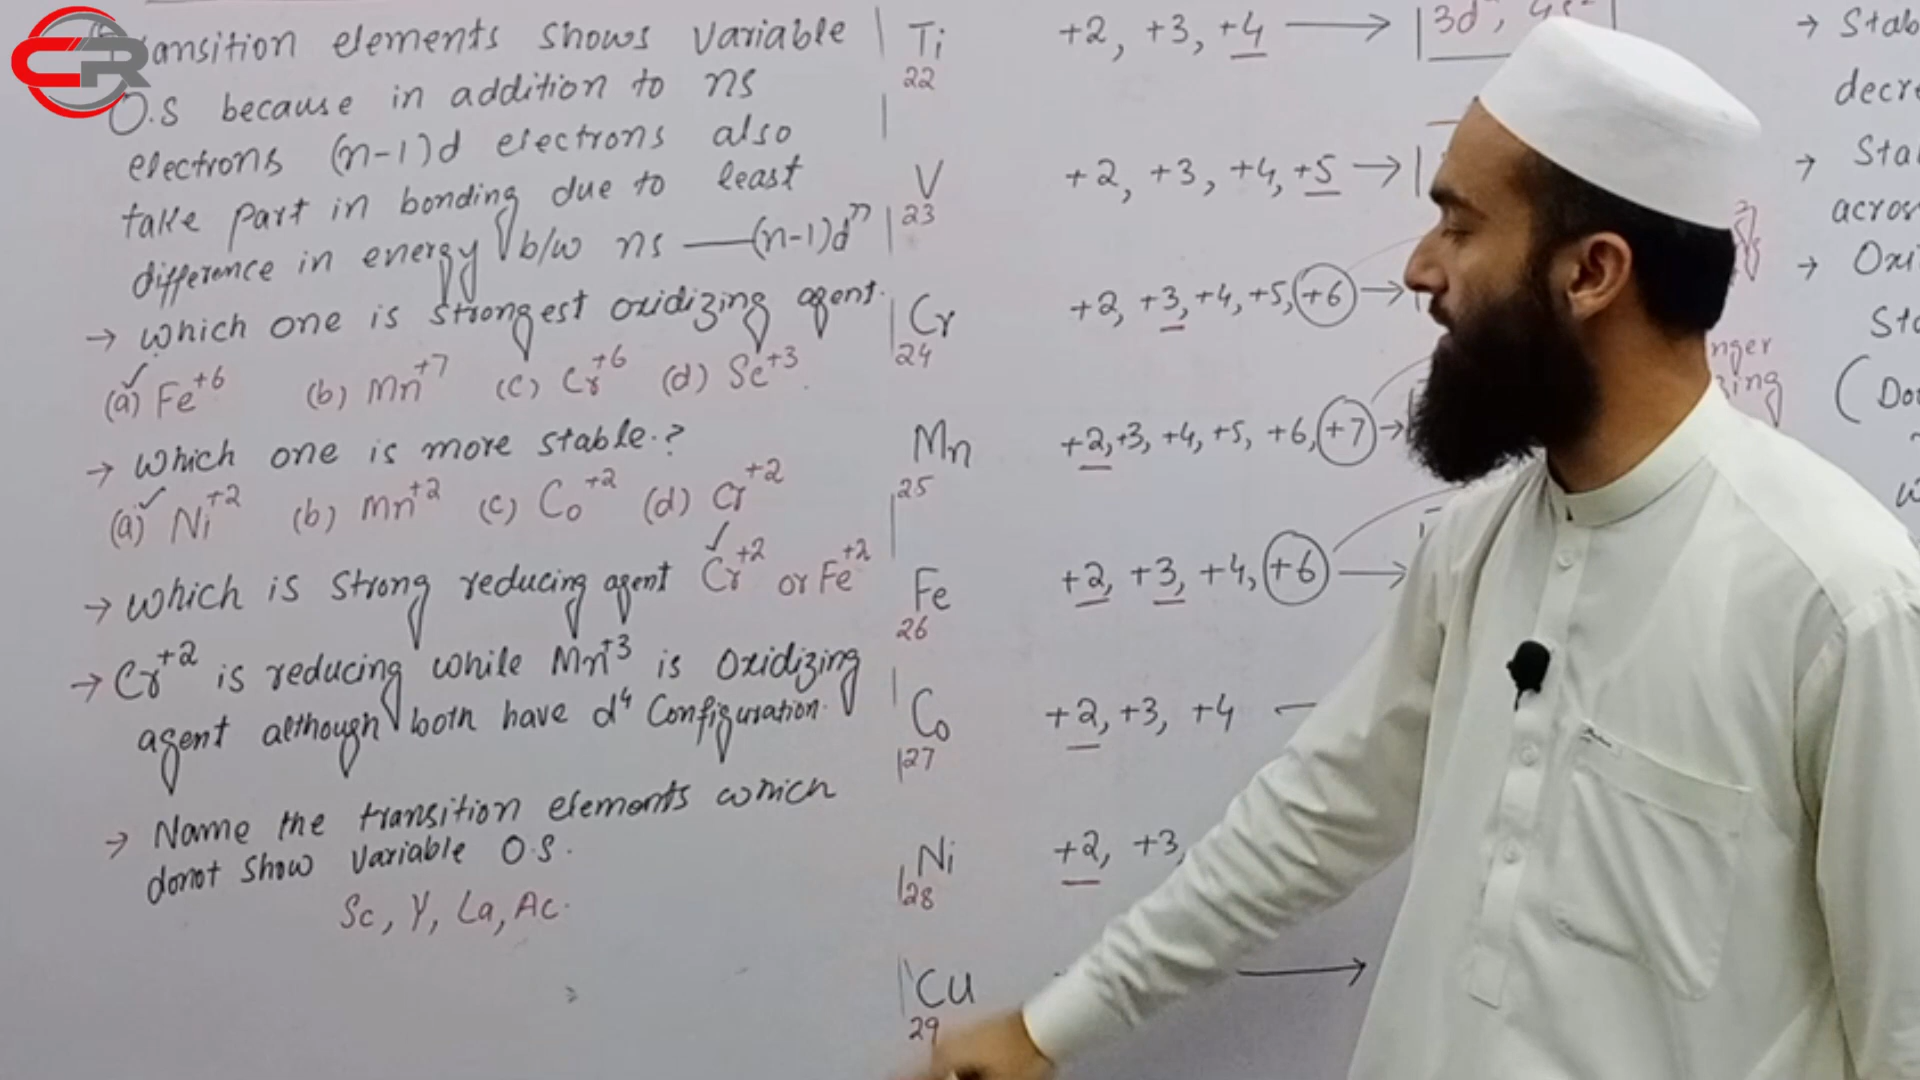 CR
transition elements shows variable
O.S because in addition to ns
electrons (n-1)d electrons also
take part in bonding due to least
difference in energy b/w ns — (n-1)d"
→ which one is strongest oxidizing agent.
(a) Fe+6 (b) Mn+7 (c) Cr+6 (d) Sc+3.
→ which one is more stable.?
(a) Ni+2 (b) Mn+2 (c) Co+2 (d) Cr+2
→ which is strong reducing agent Cr+2 or Fe+2
→ Cr+2 is reducing while Mn+3 is oxidizing
agent although both have d4 Configuration.
→ Name the transition elements which
donot show variable O.S.
Sc, Y, La, Ac.
Ti +2, +3, +4 → 3d
22
V +2, +3, +4, +5 →
23
Cr +2, +3, +4, +5, +6 →
24
Mn +2, +3, +4, +5, +6, +7 →
25
Fe +2, +3, +4, +6 →
26
Co +2, +3, +4
27
Ni +2, +3,
28
Cu →
29
→ Stab
decre
→ Sta
acros
→ Oxi
Sta